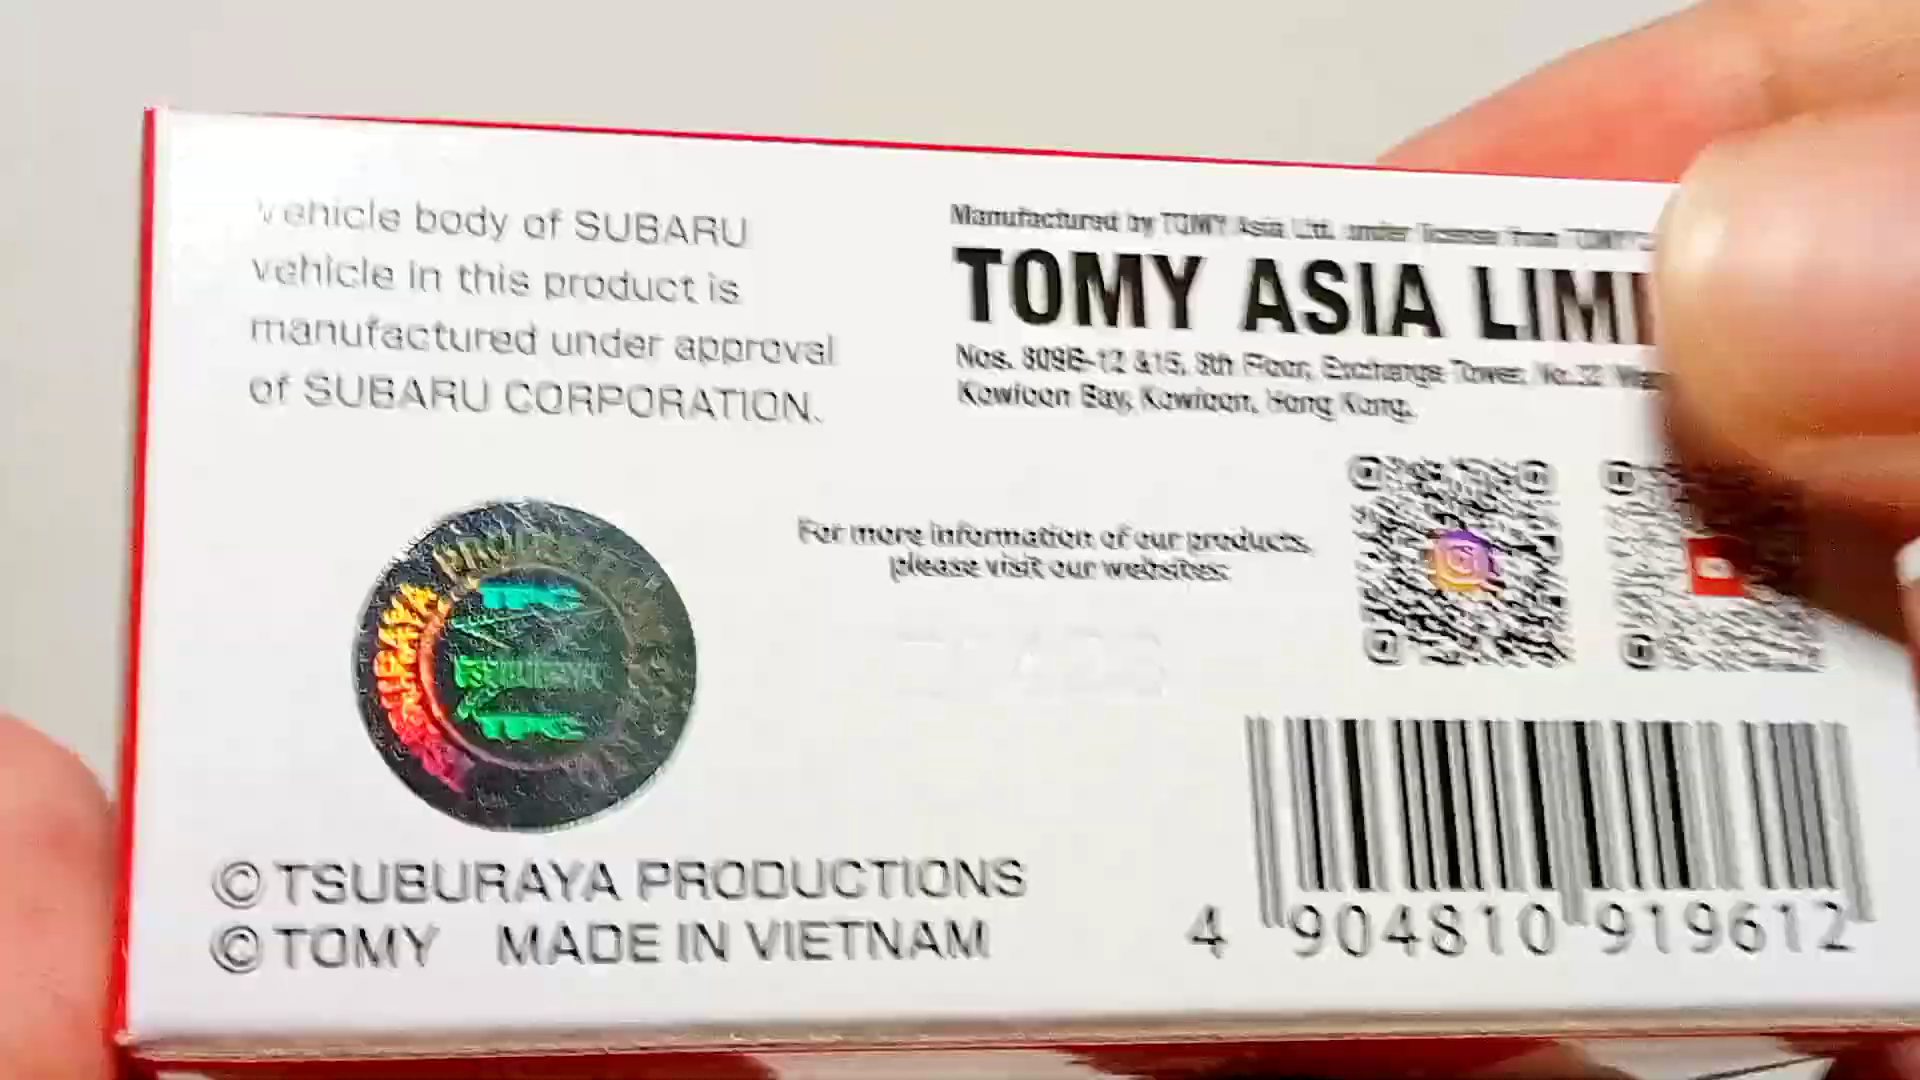 Vehicle body of SUBARU
vehicle in this product is
manufactured under approval
of SUBARU CORPORATION.
Manufactured by TOMY Asia Ltd. under license from TOMY
TOMY ASIA LIMI
Nos. 809B-12 &15, 8th Floor, Exchange Tower, No.32
Kowloon Bay, Kowloon, Hong Kong.
For more information of our products,
please visit our websites:
TSUBURAYA
© TSUBURAYA PRODUCTIONS
© TOMY MADE IN VIETNAM
4 904810 919612